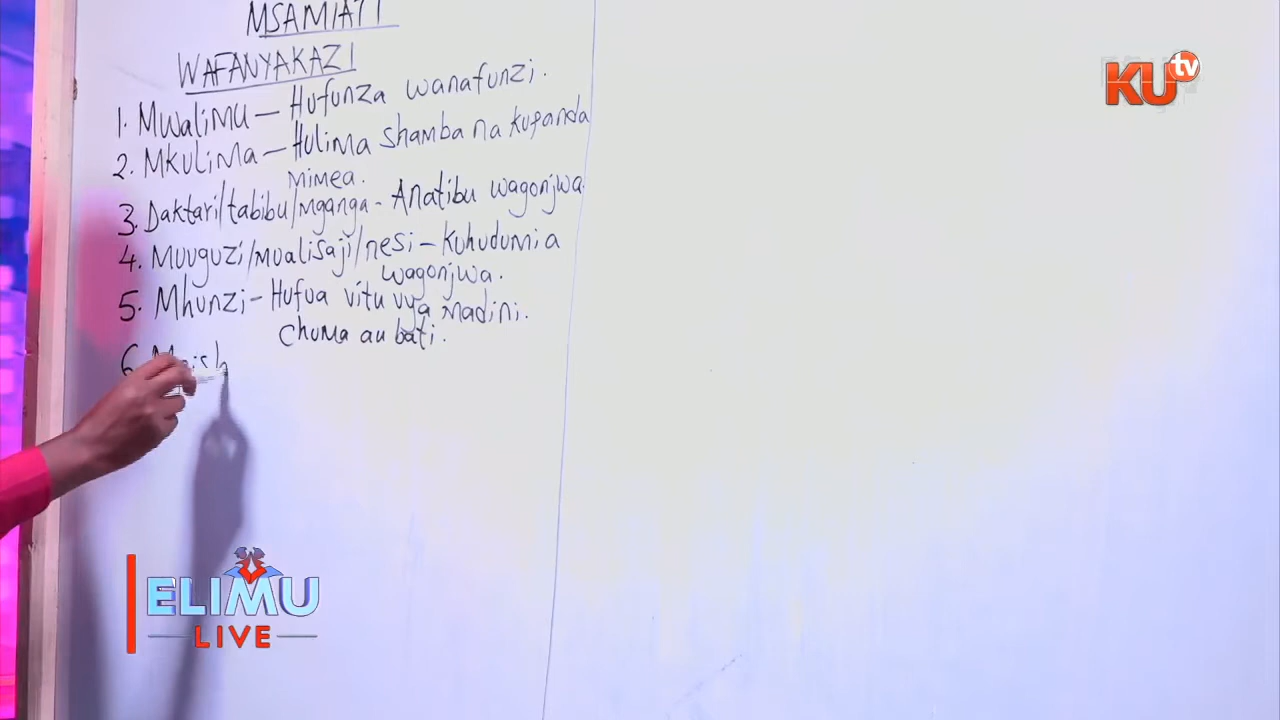 MSAMIATI
WAFANYAKAZI
1. Mwalimu – Hufunza wanafunzi.
2. Mkulima – Hulima shamba na kupanda
mimea.
3. Daktari/tabibu/mganga - Anatibu wagonjwa.
4. Muuguzi/mualisaji/nesi – Kuhudumia
wagonjwa.
5. Mhunzi - Hufua vitu vya madini.
chuma au bati.
6.
KU tv
ELIMU
LIVE